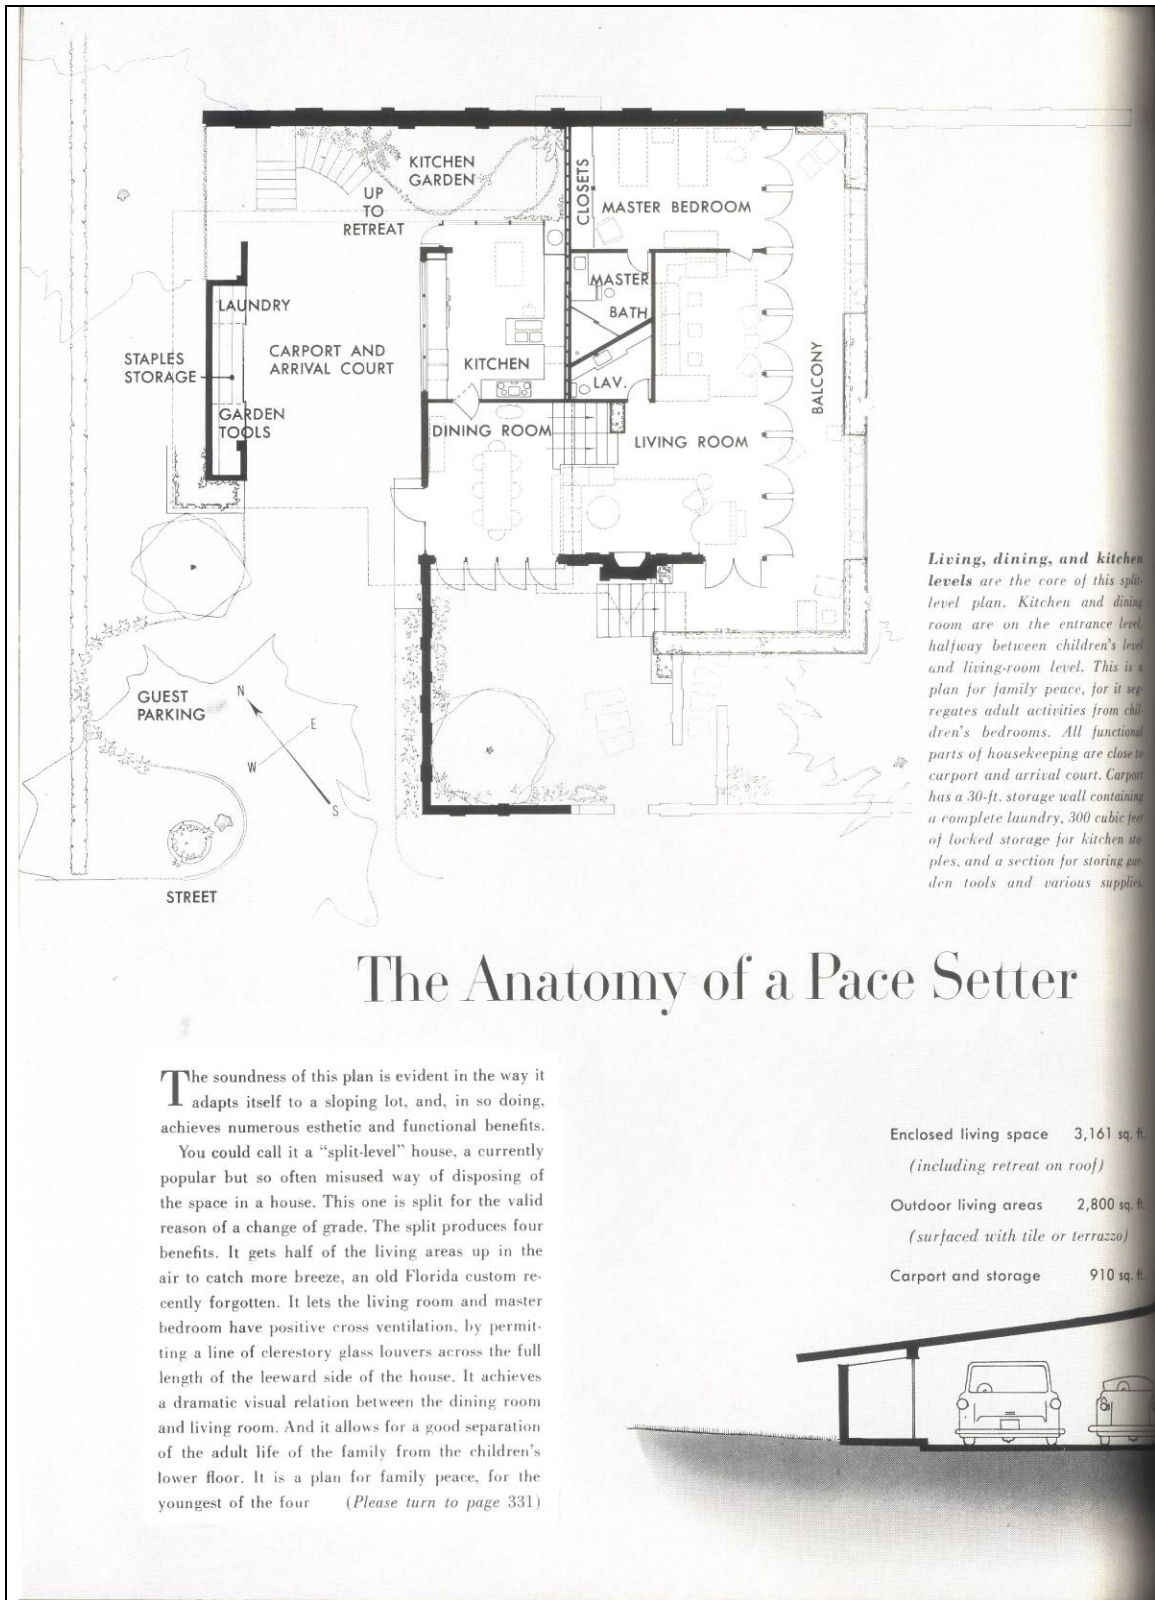 KITCHEN
GARDEN
UP
TO
RETREAT
CLOSETS
MASTER BEDROOM
MASTER
BATH
LAUNDRY
STAPLES
STORAGE
CARPORT AND
ARRIVAL COURT
KITCHEN
LAV.
BALCONY
GARDEN
TOOLS
DINING ROOM
LIVING ROOM
GUEST
PARKING
N
E
W
S
STREET
Living, dining, and kitchen
levels are the core of this split-
level plan. Kitchen and dining
room are on the entrance level,
halfway between children's level
and living-room level. This is a
plan for family peace, for it seg-
regates adult activities from chil-
dren's bedrooms. All functional
parts of housekeeping are close to
carport and arrival court. Carport
has a 30-ft. storage wall containing
a complete laundry, 300 cubic feet
of locked storage for kitchen sta-
ples, and a section for storing gar-
den tools and various supplies.
The Anatomy of a Pace Setter
The soundness of this plan is evident in the way it
adapts itself to a sloping lot, and, in so doing,
achieves numerous esthetic and functional benefits.
You could call it a "split-level" house, a currently
popular but so often misused way of disposing of
the space in a house. This one is split for the valid
reason of a change of grade. The split produces four
benefits. It gets half of the living areas up in the
air to catch more breeze, an old Florida custom re-
cently forgotten. It lets the living room and master
bedroom have positive cross ventilation, by permit-
ting a line of clerestory glass louvers across the full
length of the leeward side of the house. It achieves
a dramatic visual relation between the dining room
and living room. And it allows for a good separation
of the adult life of the family from the children's
lower floor. It is a plan for family peace, for the
youngest of the four (Please turn to page 331)
Enclosed living space 3,161 sq. ft.
(including retreat on roof)
Outdoor living areas 2,800 sq. ft.
(surfaced with tile or terrazzo)
Carport and storage 910 sq. ft.